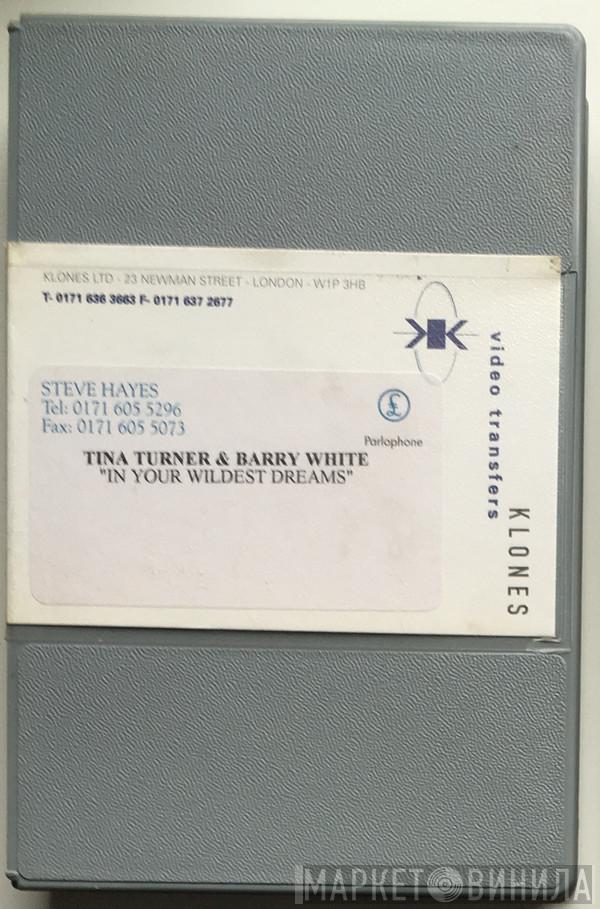 KLONES LTD - 23 NEWMAN STREET - LONDON - W1P 3HB
T- 0171 636 3663 F- 0171 637 2677
STEVE HAYES
Tel: 0171 605 5296
Fax: 0171 605 5073
£
Parlophone
TINA TURNER & BARRY WHITE
"IN YOUR WILDEST DREAMS"
video transfers
KLONES
МАРКЕТ ВИНИЛА